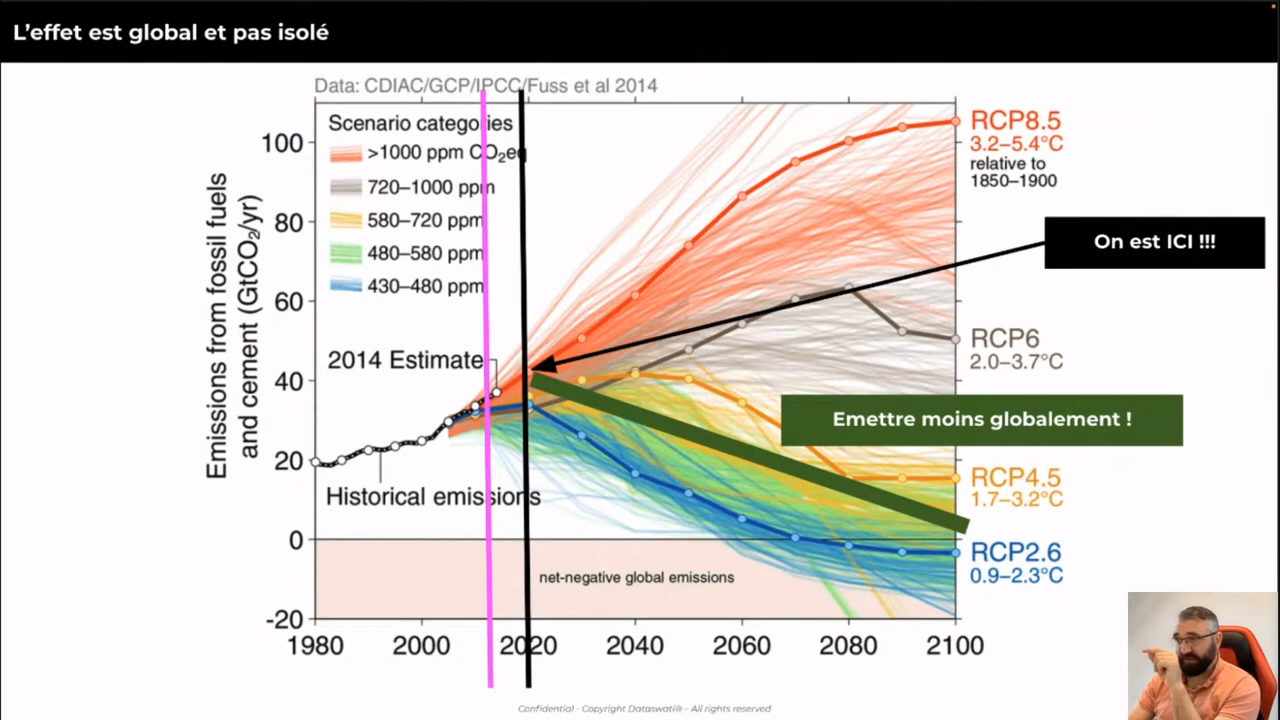 L'effet est global et pas isolé
Data: CDIAC/GCP/IPCC/Fuss et al 2014
Scenario categories
>1000 ppm CO₂eq
720–1000 ppm
580–720 ppm
480–580 ppm
430–480 ppm
Emissions from fossil fuels
and cement (GtCO₂/yr)
100
80
60
40
20
0
-20
2014 Estimate
Historical emissions
net-negative global emissions
1980 2000 2020 2040 2060 2080 2100
RCP8.5
3.2–5.4°C
relative to
1850–1900
On est ICI !!!
RCP6
2.0–3.7°C
Emettre moins globalement !
RCP4.5
1.7–3.2°C
RCP2.6
0.9–2.3°C
Confidential - Copyright Dataswati® - All rights reserved